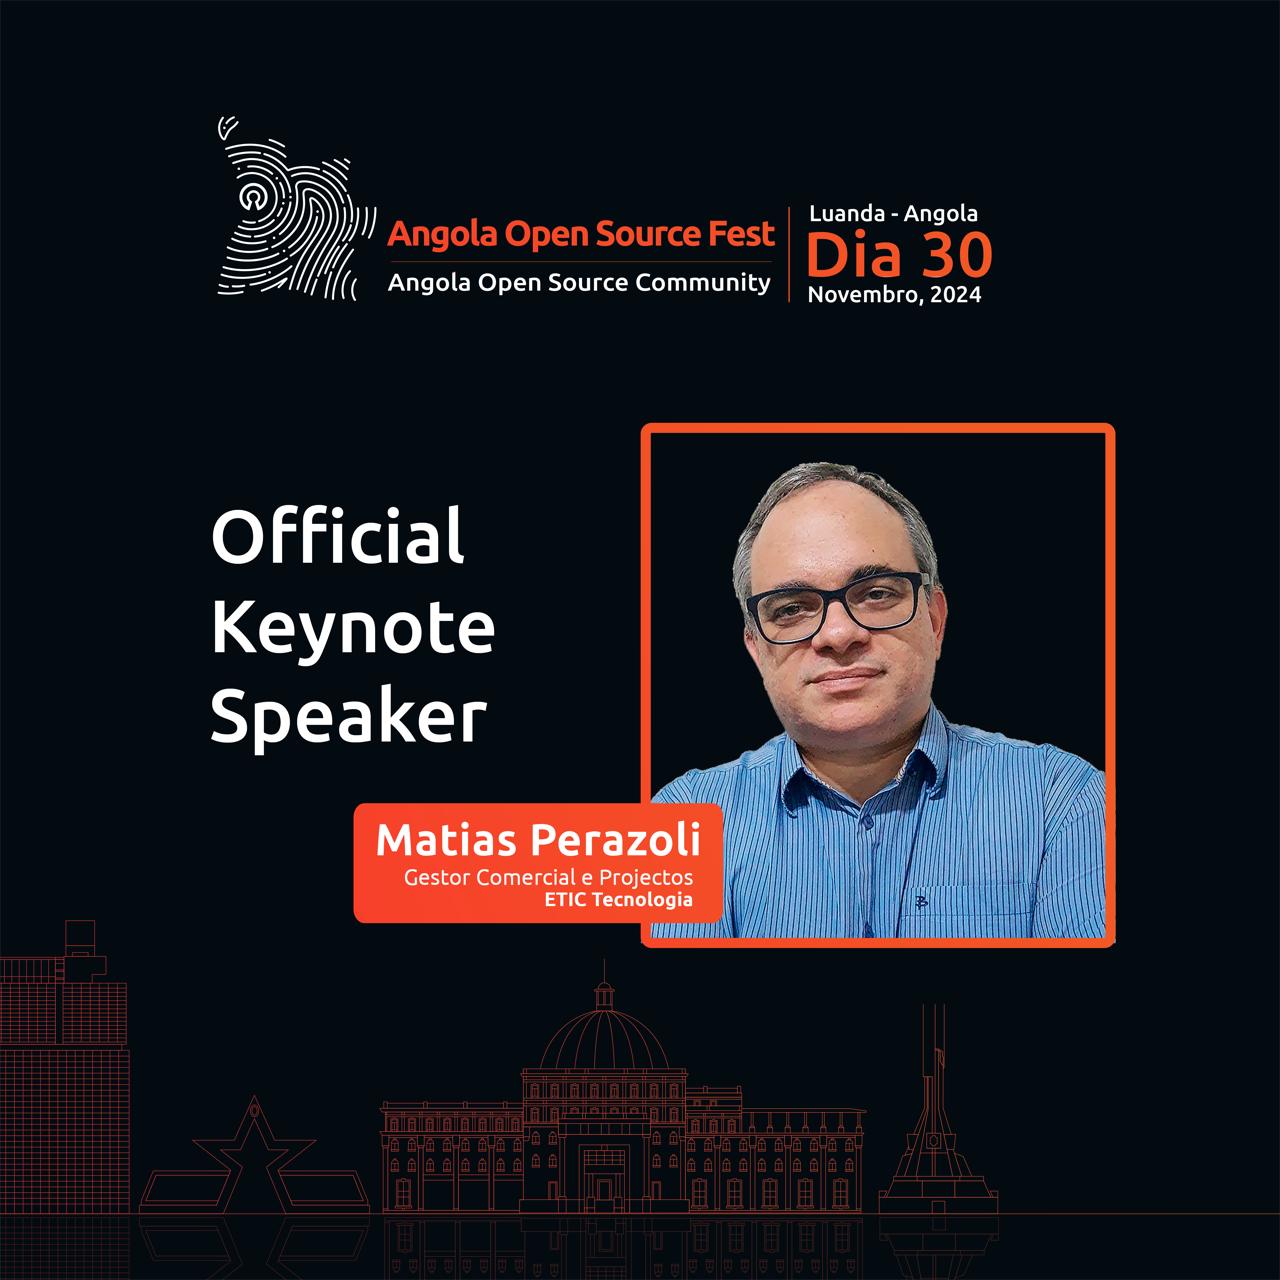 Angola Open Source Fest
Angola Open Source Community
Luanda - Angola
Dia 30
Novembro, 2024
Official
Keynote
Speaker
Matias Perazoli
Gestor Comercial e Projectos
ETIC Tecnologia